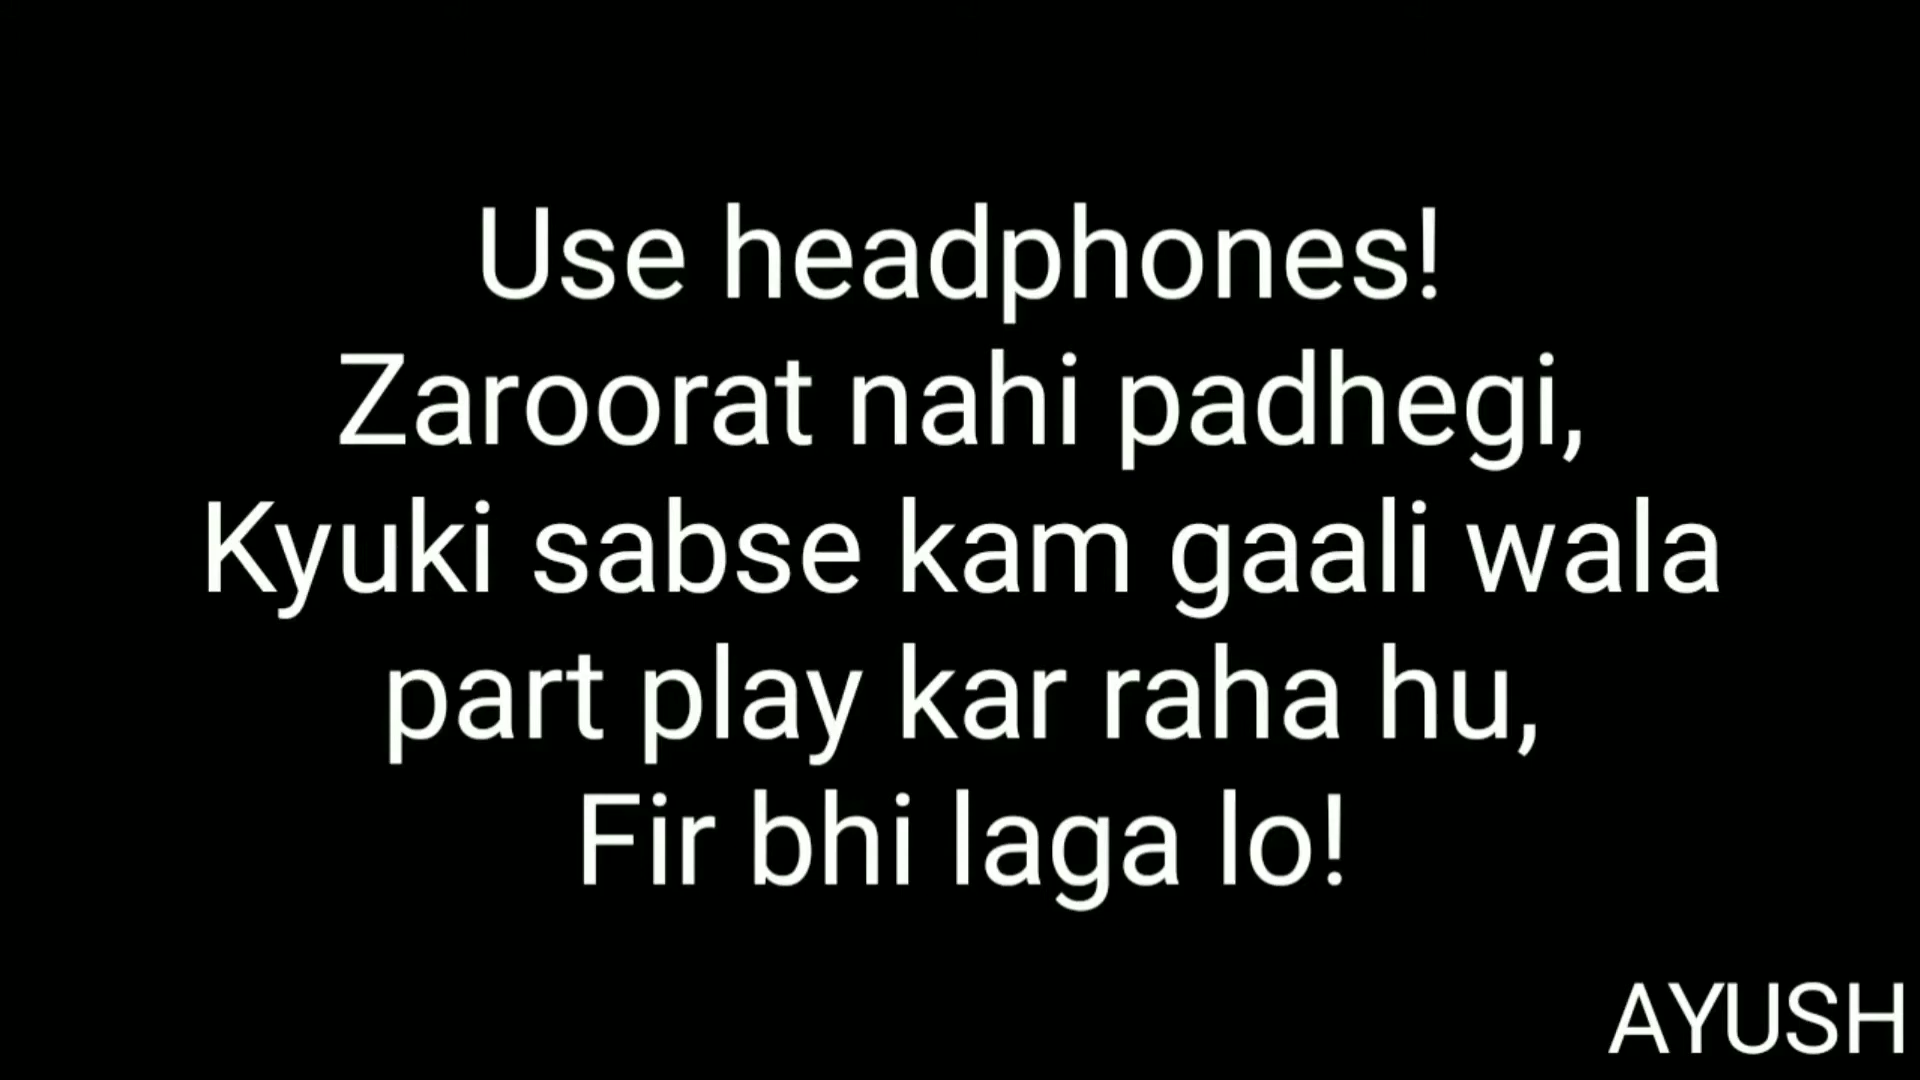 Use headphones!
Zaroorat nahi padhegi,
Kyuki sabse kam gaali wala
part play kar raha hu,
Fir bhi laga lo!
AYUSH